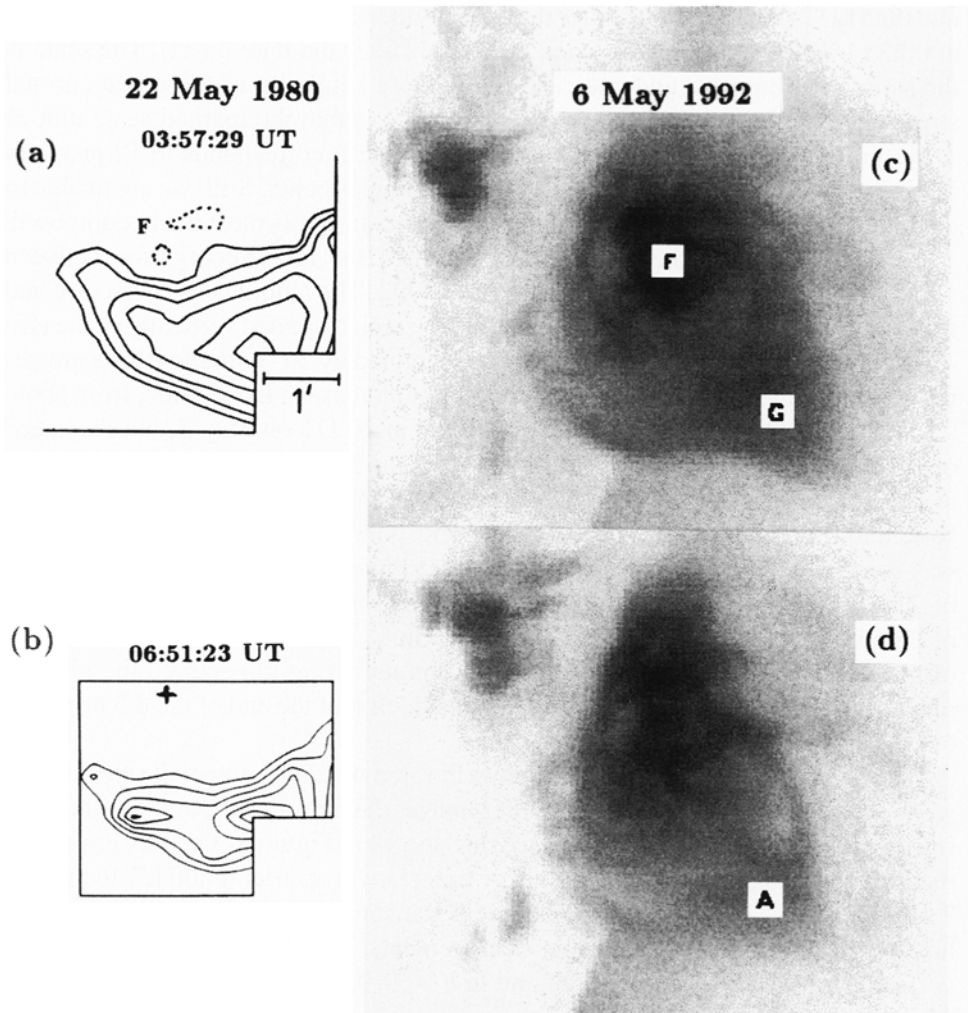 22 May 1980
03:57:29 UT
(a)
F
1'
(b)
06:51:23 UT
+
6 May 1992
(c)
F
G
(d)
A